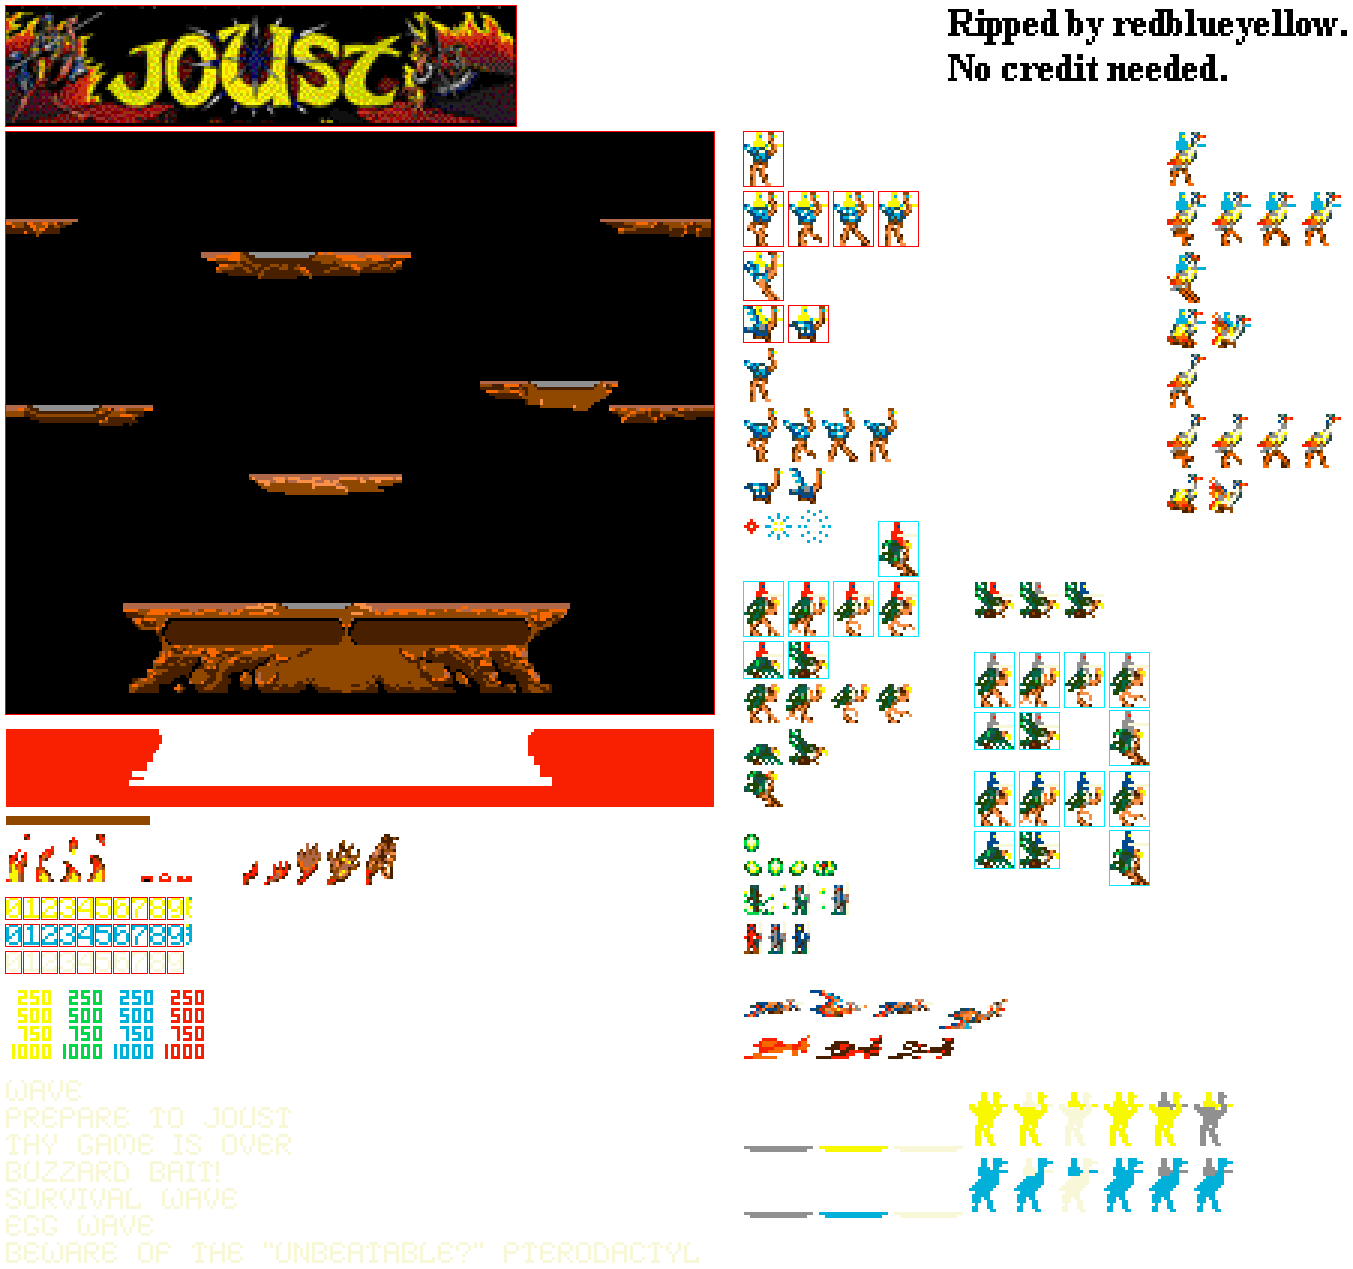 JOUST
Ripped by redblueyellow.
No credit needed.
0123456789
0123456789
0123456789
250 250 250 250
500 500 500 500
750 750 750 750
1000 1000 1000 1000
WAVE
PREPARE TO JOUST
THY GAME IS OVER
BUZZARD BAIT!
SURVIVAL WAVE
EGG WAVE
BEWARE OF THE "UNBEATABLE?" PTERODACTYL